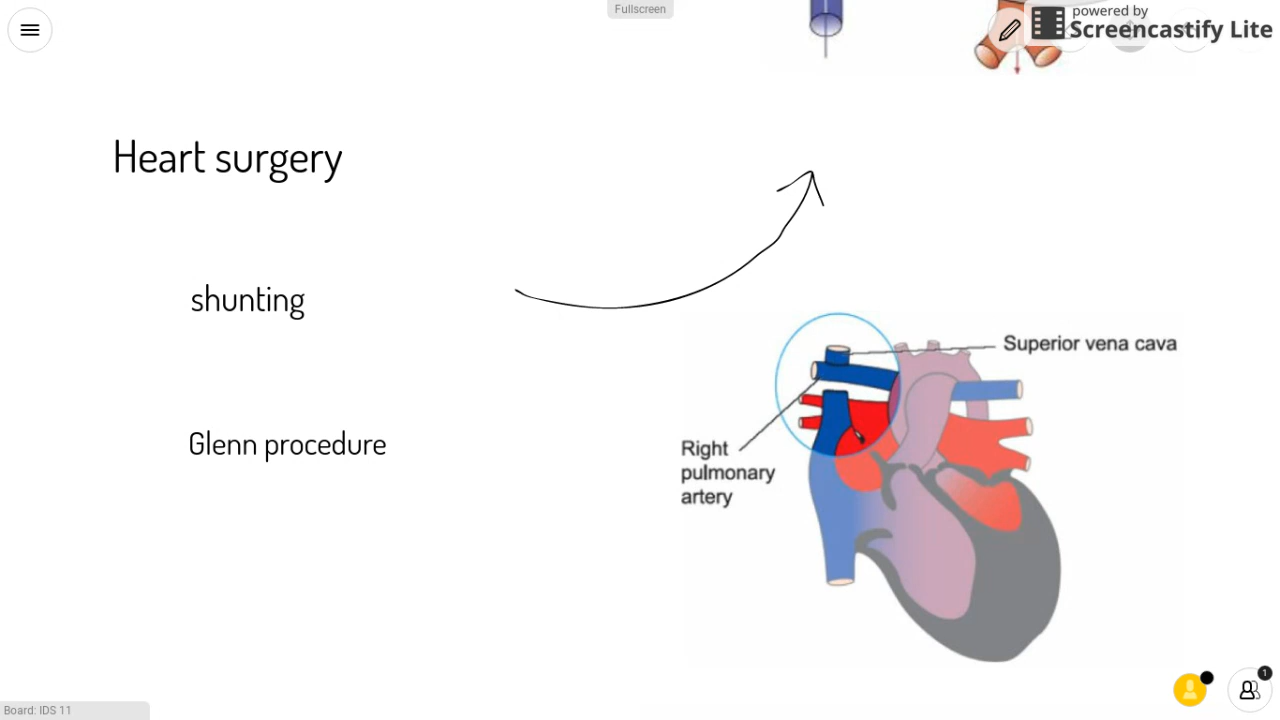 Fullscreen
powered by
Screencastify Lite
Heart surgery
shunting
Superior vena cava
Glenn procedure
Right
pulmonary
artery
1
Board: IDS 11